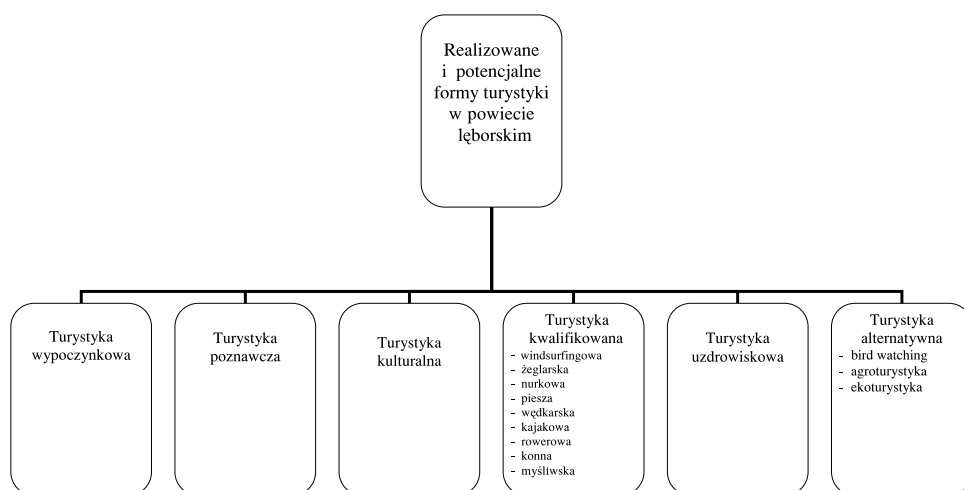 Realizowane
i potencjalne
formy turystyki
w powiecie
lęborskim
Turystyka
wypoczynkowa
Turystyka
poznawcza
Turystyka
kulturalna
Turystyka
kwalifikowana
- windsurfingowa
- żeglarska
- nurkowa
- piesza
- wędkarska
- kajakowa
- rowerowa
- konna
- myśliwska
Turystyka
uzdrowiskowa
Turystyka
alternatywna
- bird watching
- agroturystyka
- ekoturystyka